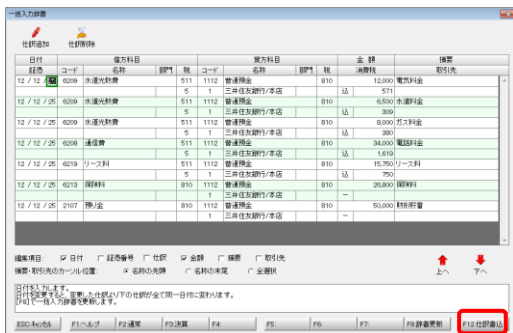 一括入力辞書
仕訳追加 仕訳削除
日付 借方科目 貸方科目 金額 摘要
証憑 コード 名称 部門 税 コード 名称 部門 税 消費税 取引先
12 / 12 / 25 6209 水道光熱費 511 1112 普通預金 810 12,000 電気料金
5 1 三井住友銀行/本店 込 571
12 / 12 / 25 6209 水道光熱費 511 1112 普通預金 810 6,500 水道料金
5 1 三井住友銀行/本店 込 309
12 / 12 / 25 6209 水道光熱費 511 1112 普通預金 810 8,000 ガス料金
5 1 三井住友銀行/本店 込 380
12 / 12 / 25 6208 通信費 511 1112 普通預金 810 34,000 電話料金
5 1 三井住友銀行/本店 込 1,619
12 / 12 / 25 6219 リース料 511 1112 普通預金 810 15,750 リース料
5 1 三井住友銀行/本店 込 750
12 / 12 / 25 6213 保険料 810 1112 普通預金 810 26,800 保険料
1 三井住友銀行/本店 －
12 / 12 / 25 2107 預り金 810 1112 普通預金 810 50,000 財形貯蓄
1 三井住友銀行/本店 －
編集項目: 日付 証憑番号 仕訳 金額 摘要 取引先
摘要・取引先のカーソル位置: 名称の先頭 名称の末尾 全選択 上へ 下へ
日付を入力します。
日付を変更すると、変更した仕訳より下の仕訳が全て同一日付に変わります。
[F8]で一括入力辞書を更新します。
ESC:キャンセル F1:ヘルプ F2:通常 F3:決算 F4: F5: F6: F7: F8:辞書更新 F12:仕訳書込